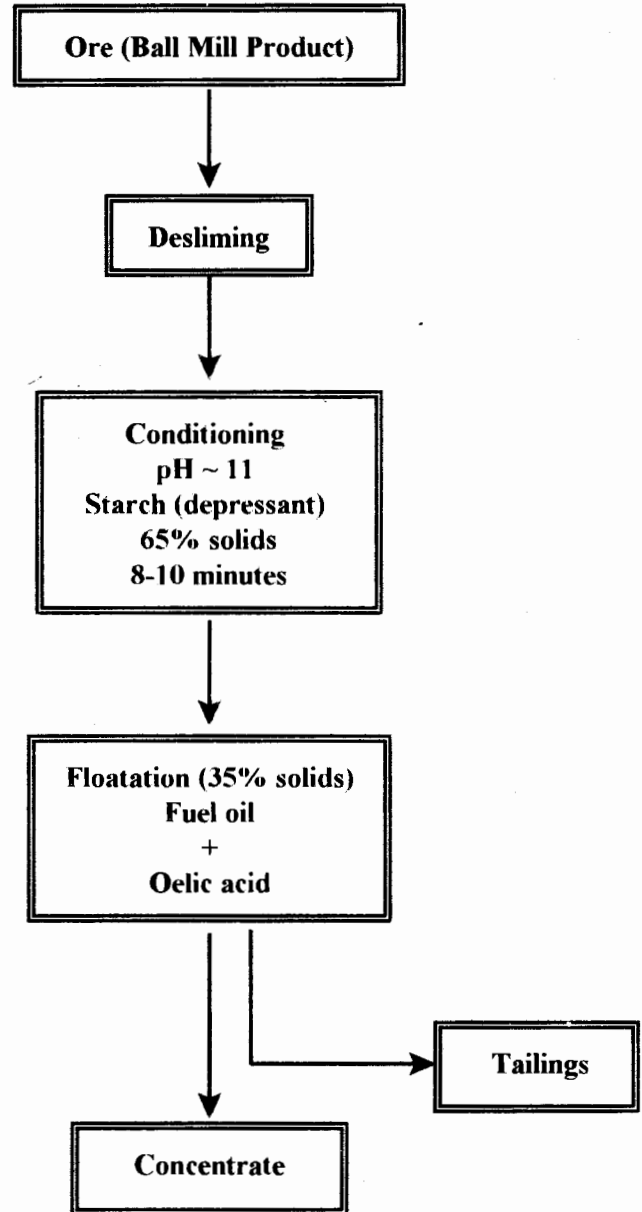 Ore (Ball Mill Product)
Desliming
Conditioning
pH ~ 11
Starch (depressant)
65% solids
8-10 minutes
Floatation (35% solids)
Fuel oil
+
Oelic acid
Tailings
Concentrate